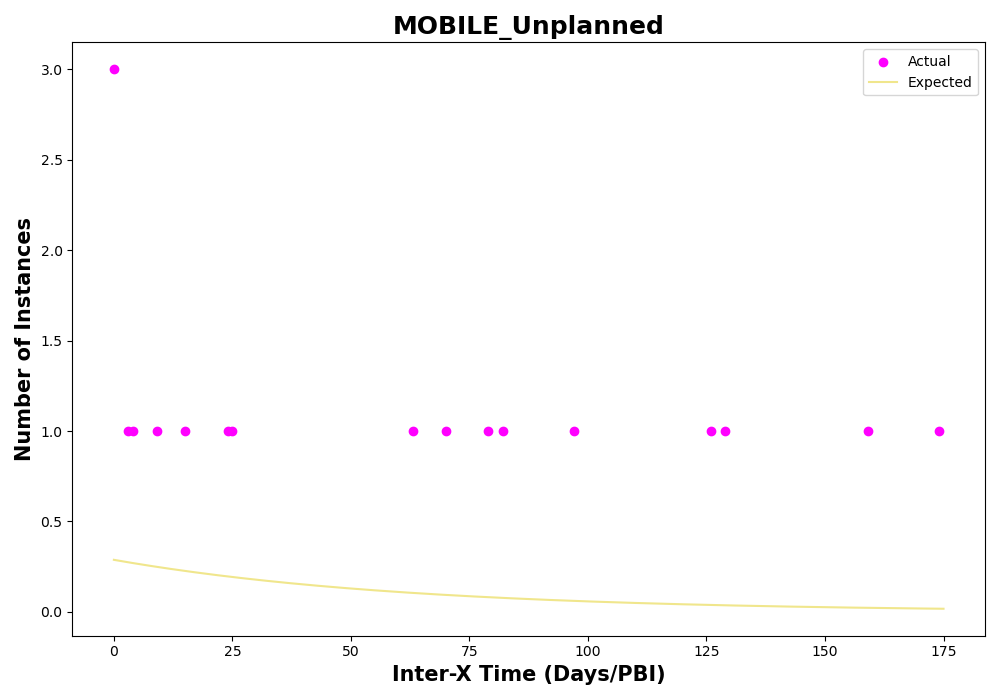 MOBILE_Unplanned
Actual
Expected
Number of Instances
3.0
2.5
2.0
1.5
1.0
0.5
0.0
0 25 50 75 100 125 150 175
Inter-X Time (Days/PBI)